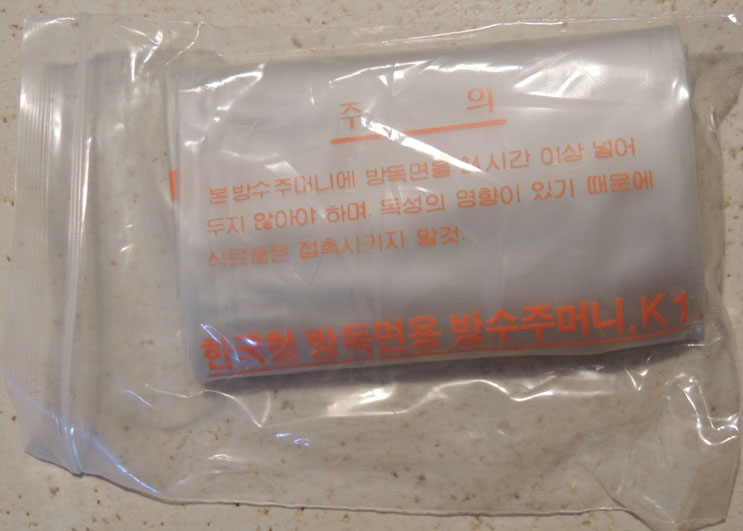 주 의
본 방수주머니에 방독면을 24시간 이상 넣어
두지 않아야 하며, 독성의 영향이 있기 때문에
식료품은 접촉시키지 말것.
한국형 방독면용 방수주머니, K1